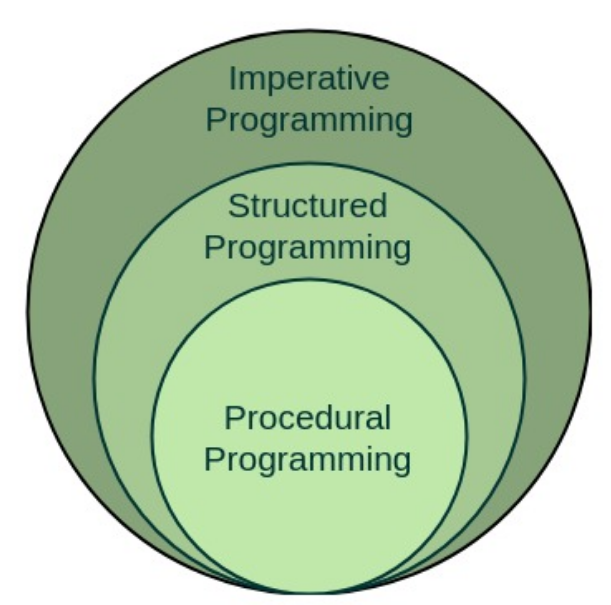 Imperative
Programming
Structured
Programming
Procedural
Programming